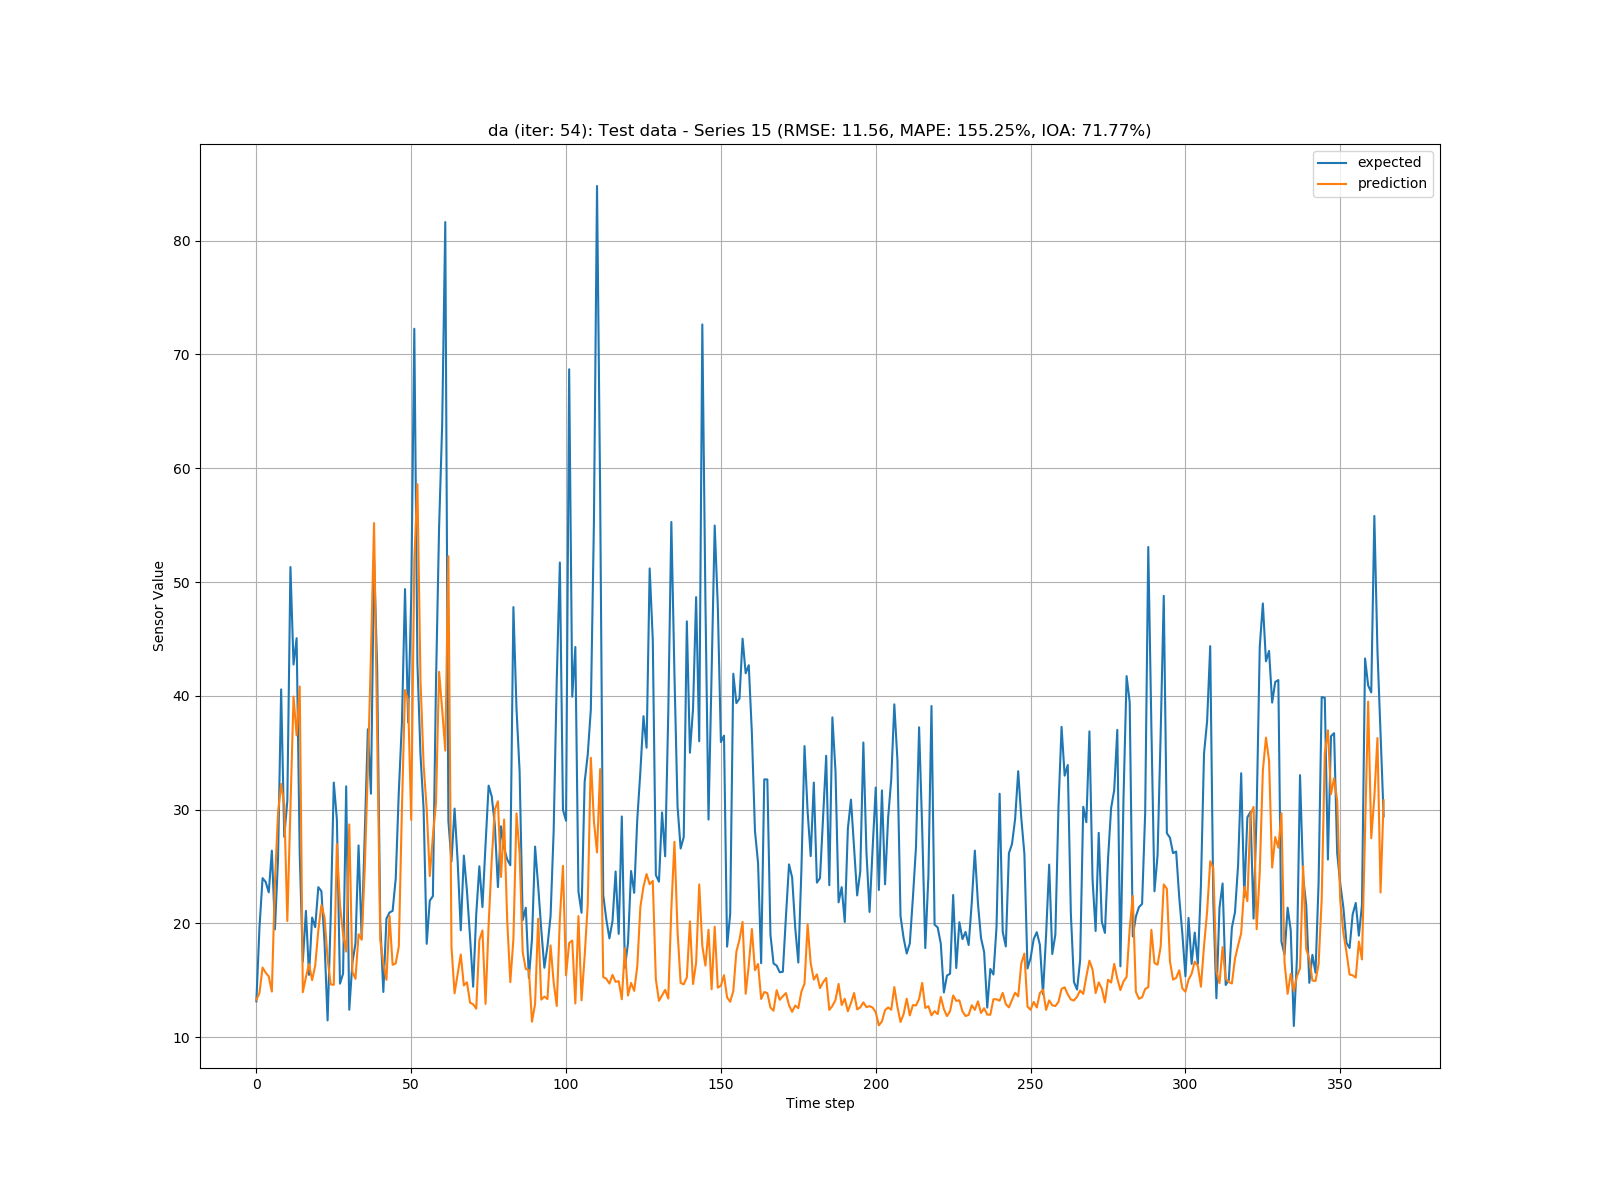 da (iter: 54): Test data - Series 15 (RMSE: 11.56, MAPE: 155.25%, IOA: 71.77%)
expected
prediction
80
70
60
50
40
30
20
10
Sensor Value
0 50 100 150 200 250 300 350
Time step